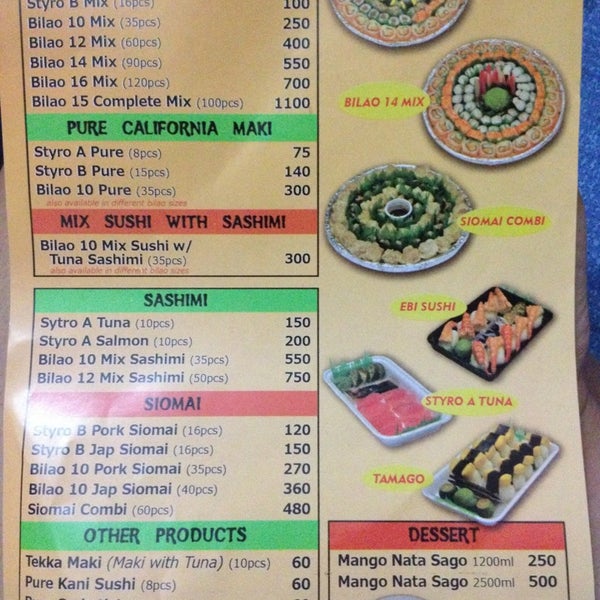 Styro B Mix (16pcs) 100
Bilao 10 Mix (35pcs) 250
Bilao 12 Mix (60pcs) 400
Bilao 14 Mix (90pcs) 550
Bilao 16 Mix (120pcs) 700
Bilao 15 Complete Mix (100pcs) 1100
PURE CALIFORNIA MAKI
Styro A Pure (8pcs) 75
Styro B Pure (15pcs) 140
Bilao 10 Pure (35pcs) 300
also available in different bilao sizes
MIX SUSHI WITH SASHIMI
Bilao 10 Mix Sushi w/
Tuna Sashimi (35pcs) 300
also available in different bilao sizes
SASHIMI
Sytro A Tuna (10pcs) 150
Styro A Salmon (10pcs) 200
Bilao 10 Mix Sashimi (35pcs) 550
Bilao 12 Mix Sashimi (50pcs) 750
SIOMAI
Styro B Pork Siomai (16pcs) 120
Styro B Jap Siomai (16pcs) 150
Bilao 10 Pork Siomai (35pcs) 270
Bilao 10 Jap Siomai (40pcs) 360
Siomai Combi (60pcs) 480
OTHER PRODUCTS
Tekka Maki (Maki with Tuna) (10pcs) 60
Pure Kani Sushi (8pcs) 60
BILAO 14 MIX
SIOMAI COMBI
EBI SUSHI
STYRO A TUNA
TAMAGO
DESSERT
Mango Nata Sago 1200ml 250
Mango Nata Sago 2500ml 500